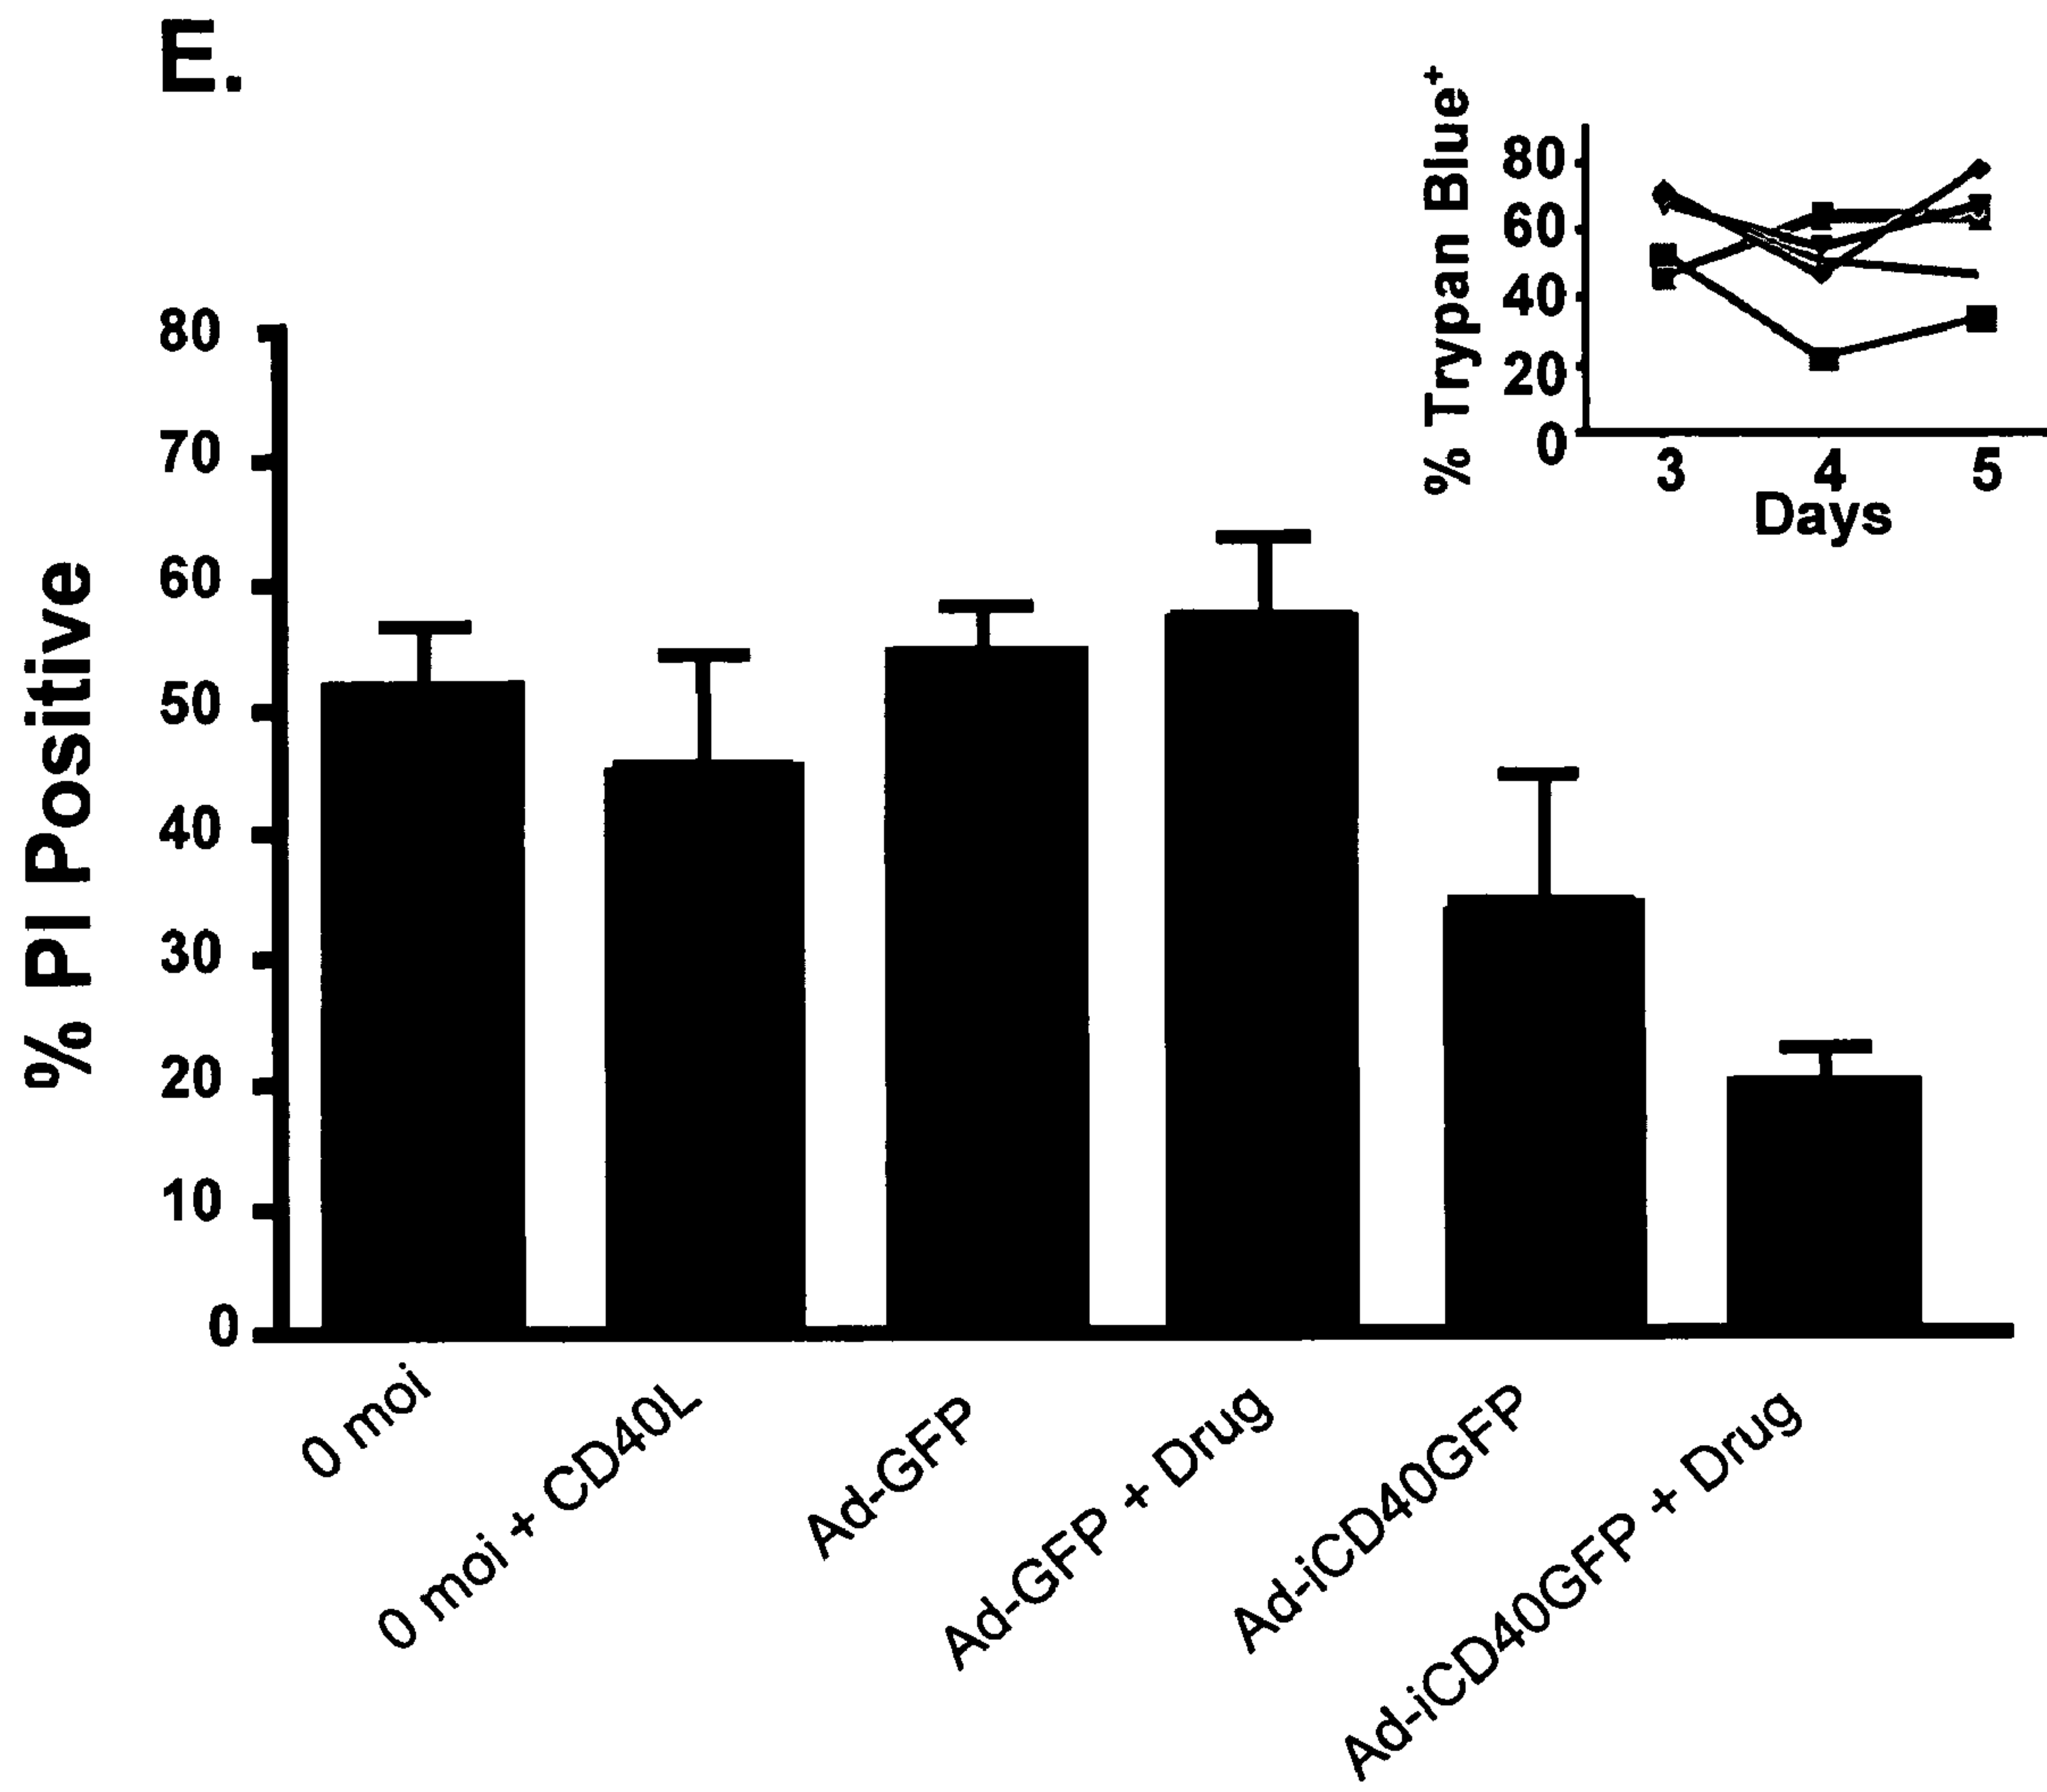 E.
% Trypan Blue+
80
60
40
20
0
3 4 5
Days
% PI Positive
80
70
60
50
40
30
20
10
0
0 moi
0 moi + CD40L
Ad-GFP
Ad-GFP + Drug
Ad-iCD40GFP
Ad-iCD40GFP + Drug